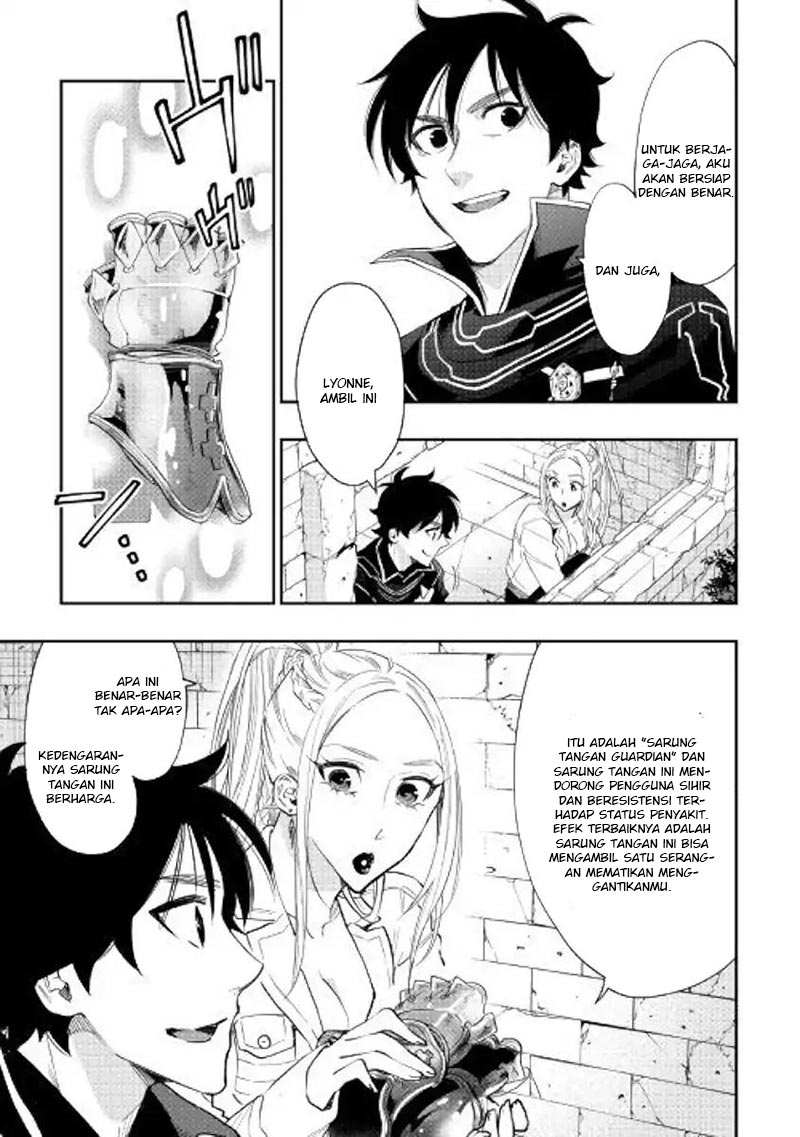 UNTUK BERJA-
GA-JAGA, AKU
AKAN BERSIAP
DENGAN BENAR.
DAN JUGA,
LYONNE,
AMBIL INI
ITU ADALAH "SARUNG
TANGAN GUARDIAN" DAN
SARUNG TANGAN INI MEN-
DORONG PENGGUNA SIHIR
DAN BERESISTENSI TER-
HADAP STATUS PENYAKIT.
EFEK TERBAIKNYA ADALAH
SARUNG TANGAN INI BISA
MENGAMBIL SATU SERANG-
AN MEMATIKAN MENG-
GANTIKANMU.
APA INI
BENAR-BENAR
TAK APA-APA?
KEDENGARAN-
NYA SARUNG
TANGAN INI
BERHARGA.